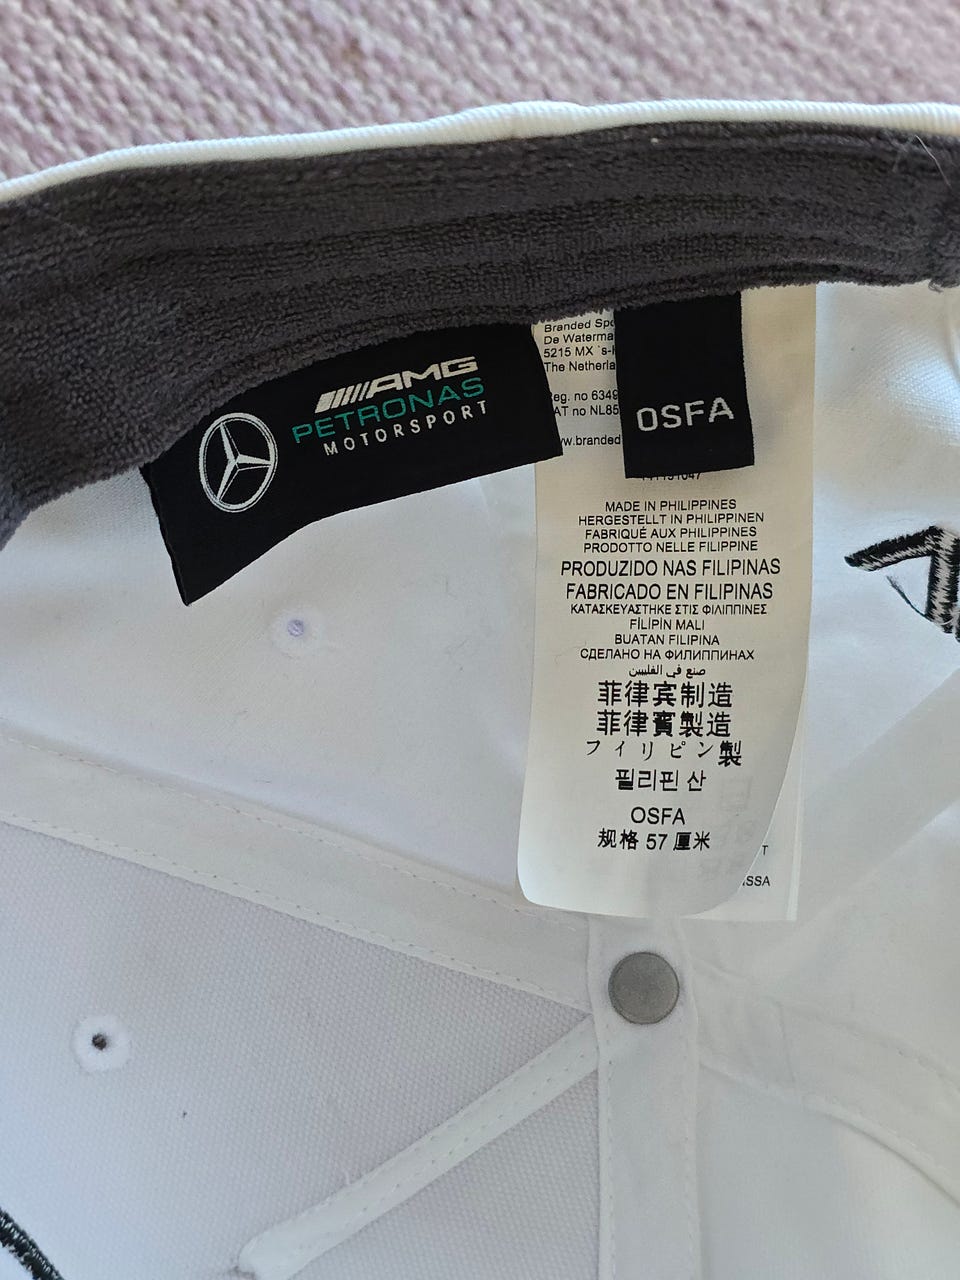 AMG
PETRONAS
MOTORSPORT
Branded
De
5215 MX 's-
The
no
no
OSFA
MADE IN PHILIPPINES
HERGESTELLT IN PHILIPPINEN
FABRIQUÉ AUX PHILIPPINES
PRODOTTO NELLE FILIPPINE
PRODUZIDO NAS FILIPINAS
FABRICADO EN FILIPINAS
ΚΑΤΑΣΚΕΥΑΣΤΗΚΕ ΣΤΙΣ ΦΙΛΙΠΠΙΝΕΣ
FİLİPİN MALI
BUATAN FILIPINA
СДЕЛАНО НА ФИЛИППИНАХ
صنع في الفلبين
菲律宾制造
菲律賓製造
フィリピン製
필리핀 산
OSFA
规格 57 厘米